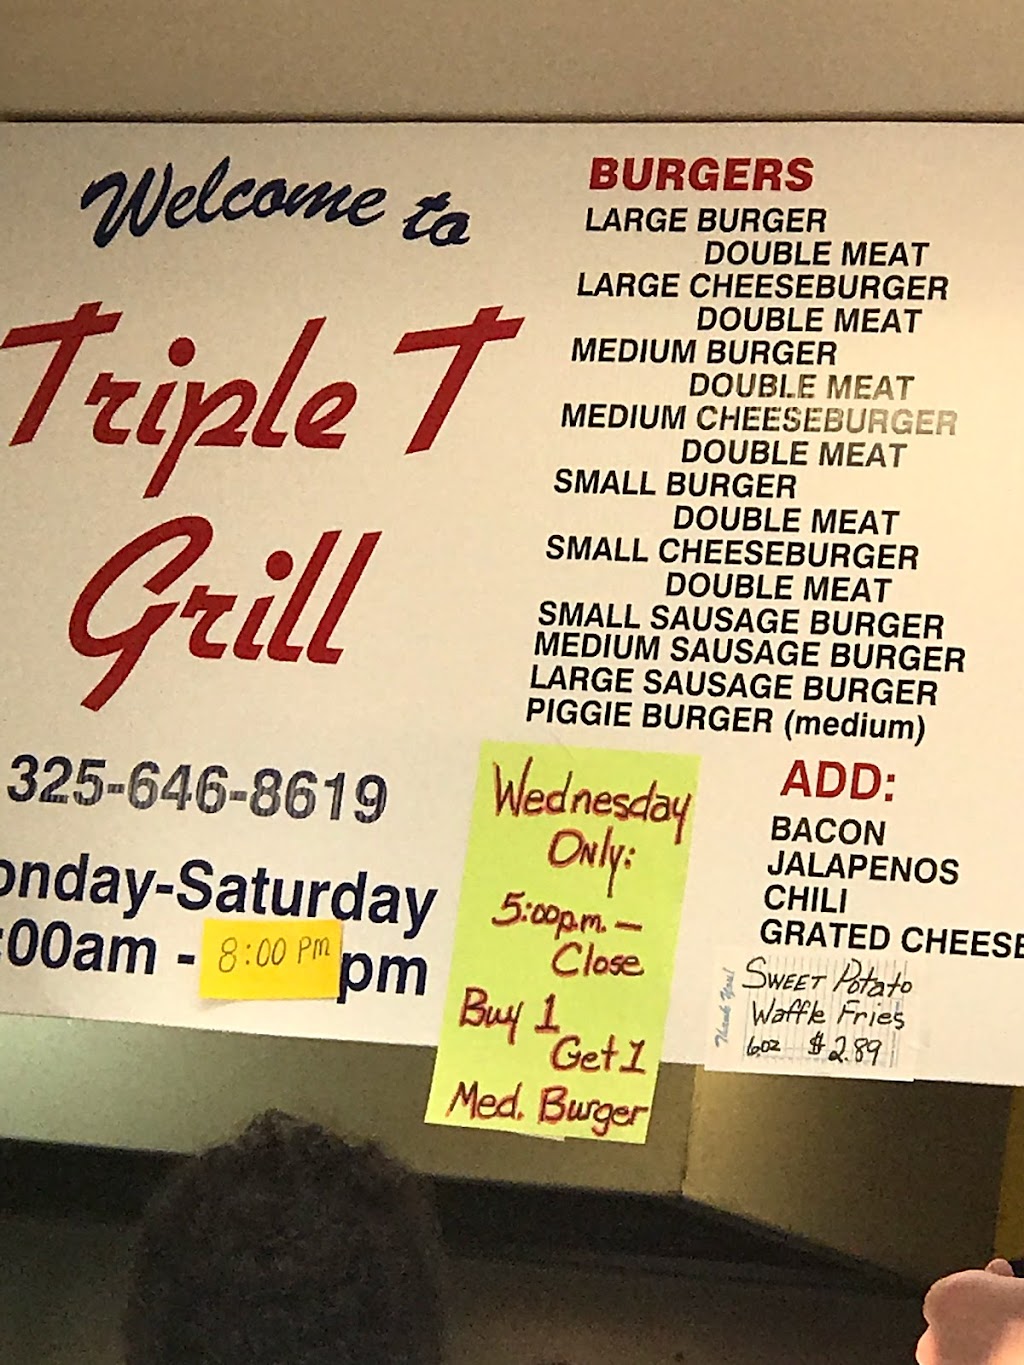 Welcome to
Triple T
Grill
325-646-8619
onday-Saturday
:00am - 8:00 PM pm
BURGERS
LARGE BURGER
DOUBLE MEAT
LARGE CHEESEBURGER
DOUBLE MEAT
MEDIUM BURGER
DOUBLE MEAT
MEDIUM CHEESEBURGER
DOUBLE MEAT
SMALL BURGER
DOUBLE MEAT
SMALL CHEESEBURGER
DOUBLE MEAT
SMALL SAUSAGE BURGER
MEDIUM SAUSAGE BURGER
LARGE SAUSAGE BURGER
PIGGIE BURGER (medium)
Wednesday
Only:
5:00p.m. —
Close
Buy 1
Get 1
Med. Burger
ADD:
BACON
JALAPENOS
CHILI
GRATED CHEESE
Thank You!
SWEET Potato
Waffle Fries
6oz $2.89